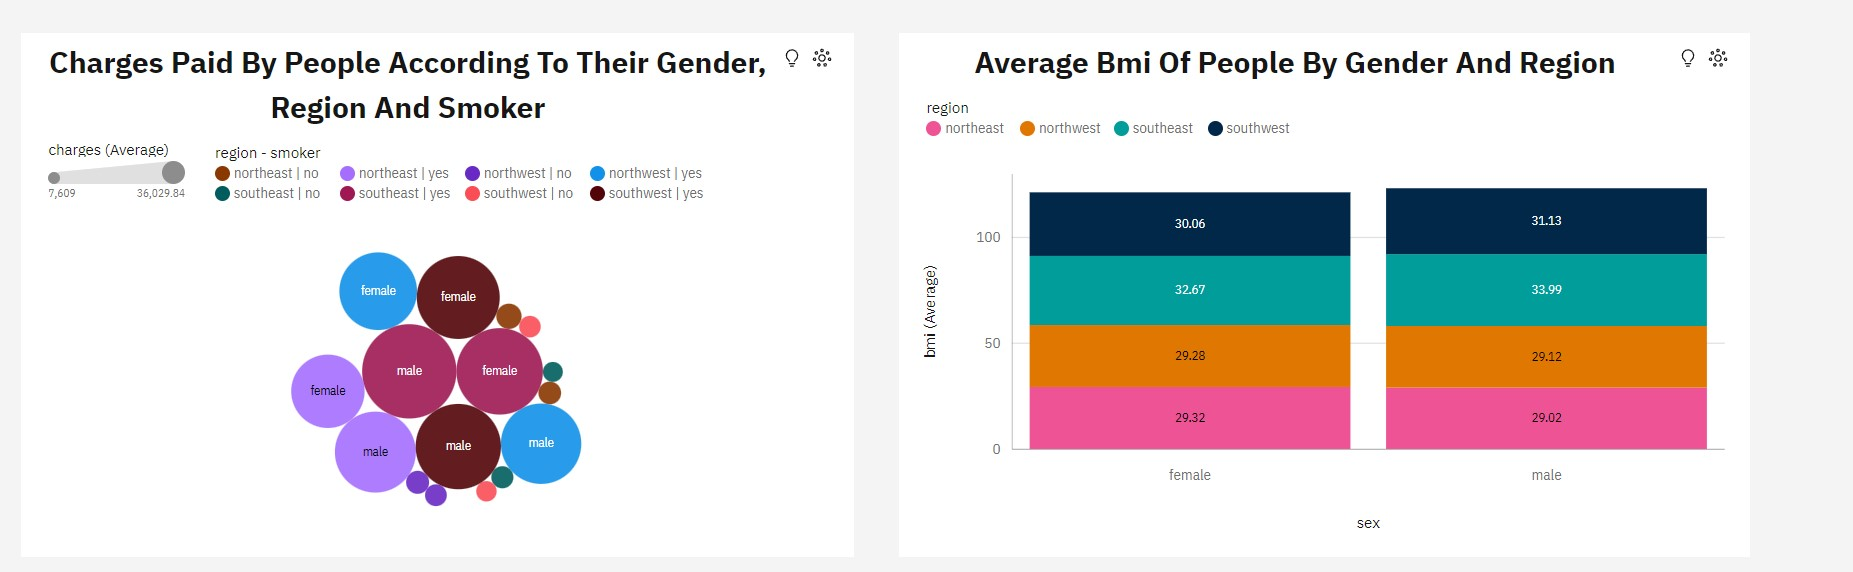 Charges Paid By People According To Their Gender,
Region And Smoker
charges (Average)
7,609 36,029.84
region - smoker
northeast | no northeast | yes northwest | no northwest | yes
southeast | no southeast | yes southwest | no southwest | yes
female
female
male
female
female
male
male
male
Average Bmi Of People By Gender And Region
region
northeast northwest southeast southwest
bmi (Average)
100
50
0
30.06
32.67
29.28
29.32
31.13
33.99
29.12
29.02
female male
sex